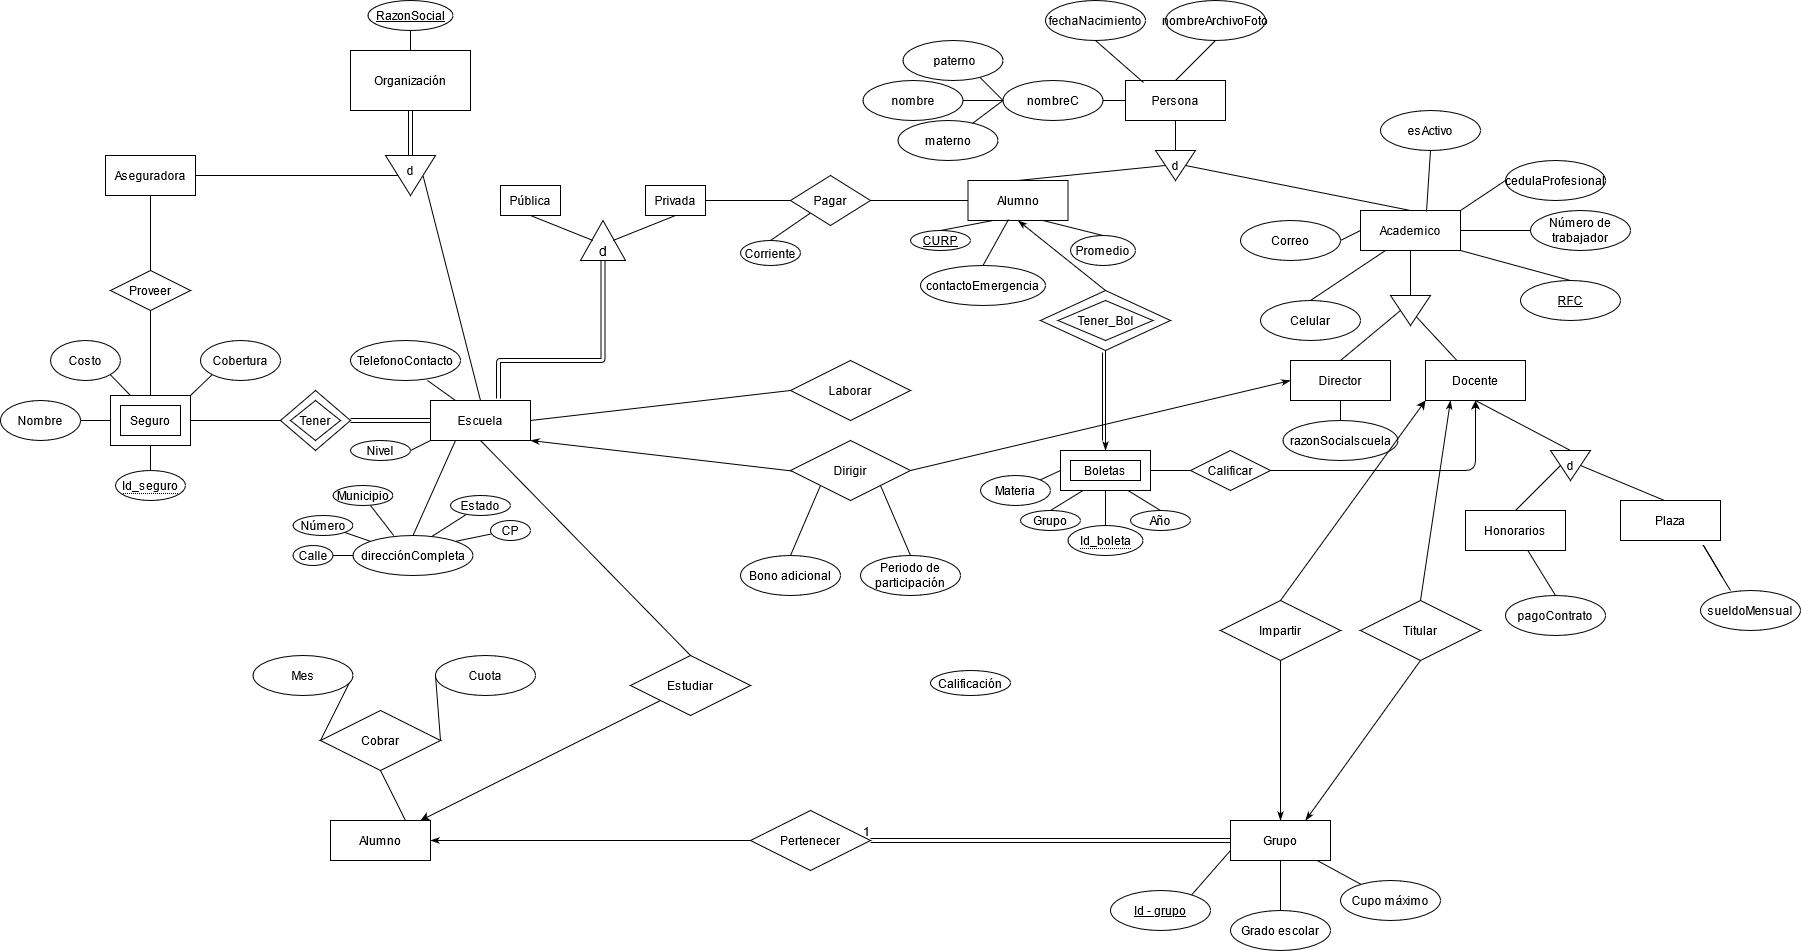 RazonSocial
fechaNacimiento
nombreArchivoFoto
Organización
paterno
nombre
nombreC
Persona
materno
esActivo
d
Aseguradora
d
cedulaProfesional
Pública
Privada
Pagar
Alumno
Academico
Número de
trabajador
Correo
CURP
Corriente
Promedio
d
contactoEmergencia
RFC
Proveer
Tener_Bol
Celular
Costo
Cobertura
TelefonoContacto
Laborar
Director
Docente
Nombre
Seguro
Tener
Escuela
Nivel
razonSocialscuela
Dirigir
Boletas
Calificar
d
Id_seguro
Materia
Municipio
Número
Estado
CP
Calle
direcciónCompleta
Grupo
Año
Id_boleta
Honorarios
Plaza
Bono adicional
Periodo de
participación
pagoContrato
sueldoMensual
Impartir
Titular
Mes
Cuota
Estudiar
Calificación
Cobrar
Alumno
Pertenecer
1
Grupo
Id - grupo
Grado escolar
Cupo máximo